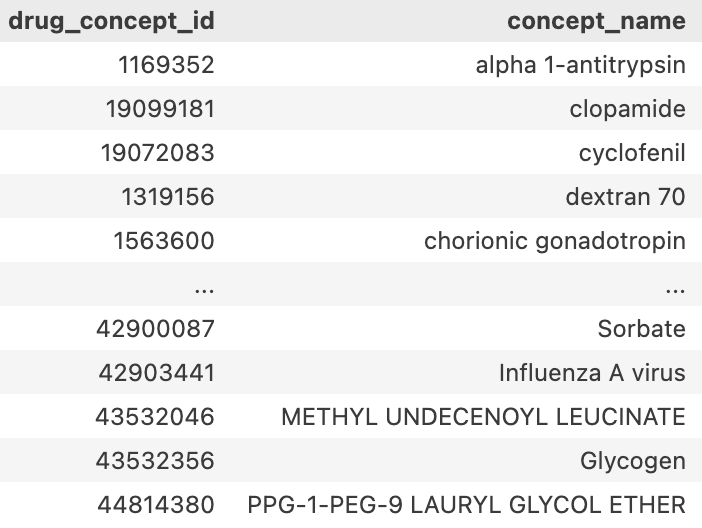 drug_concept_id concept_name
1169352 alpha 1-antitrypsin
19099181 clopamide
19072083 cyclofenil
1319156 dextran 70
1563600 chorionic gonadotropin
... ...
42900087 Sorbate
42903441 Influenza A virus
43532046 METHYL UNDECENOYL LEUCINATE
43532356 Glycogen
44814380 PPG-1-PEG-9 LAURYL GLYCOL ETHER